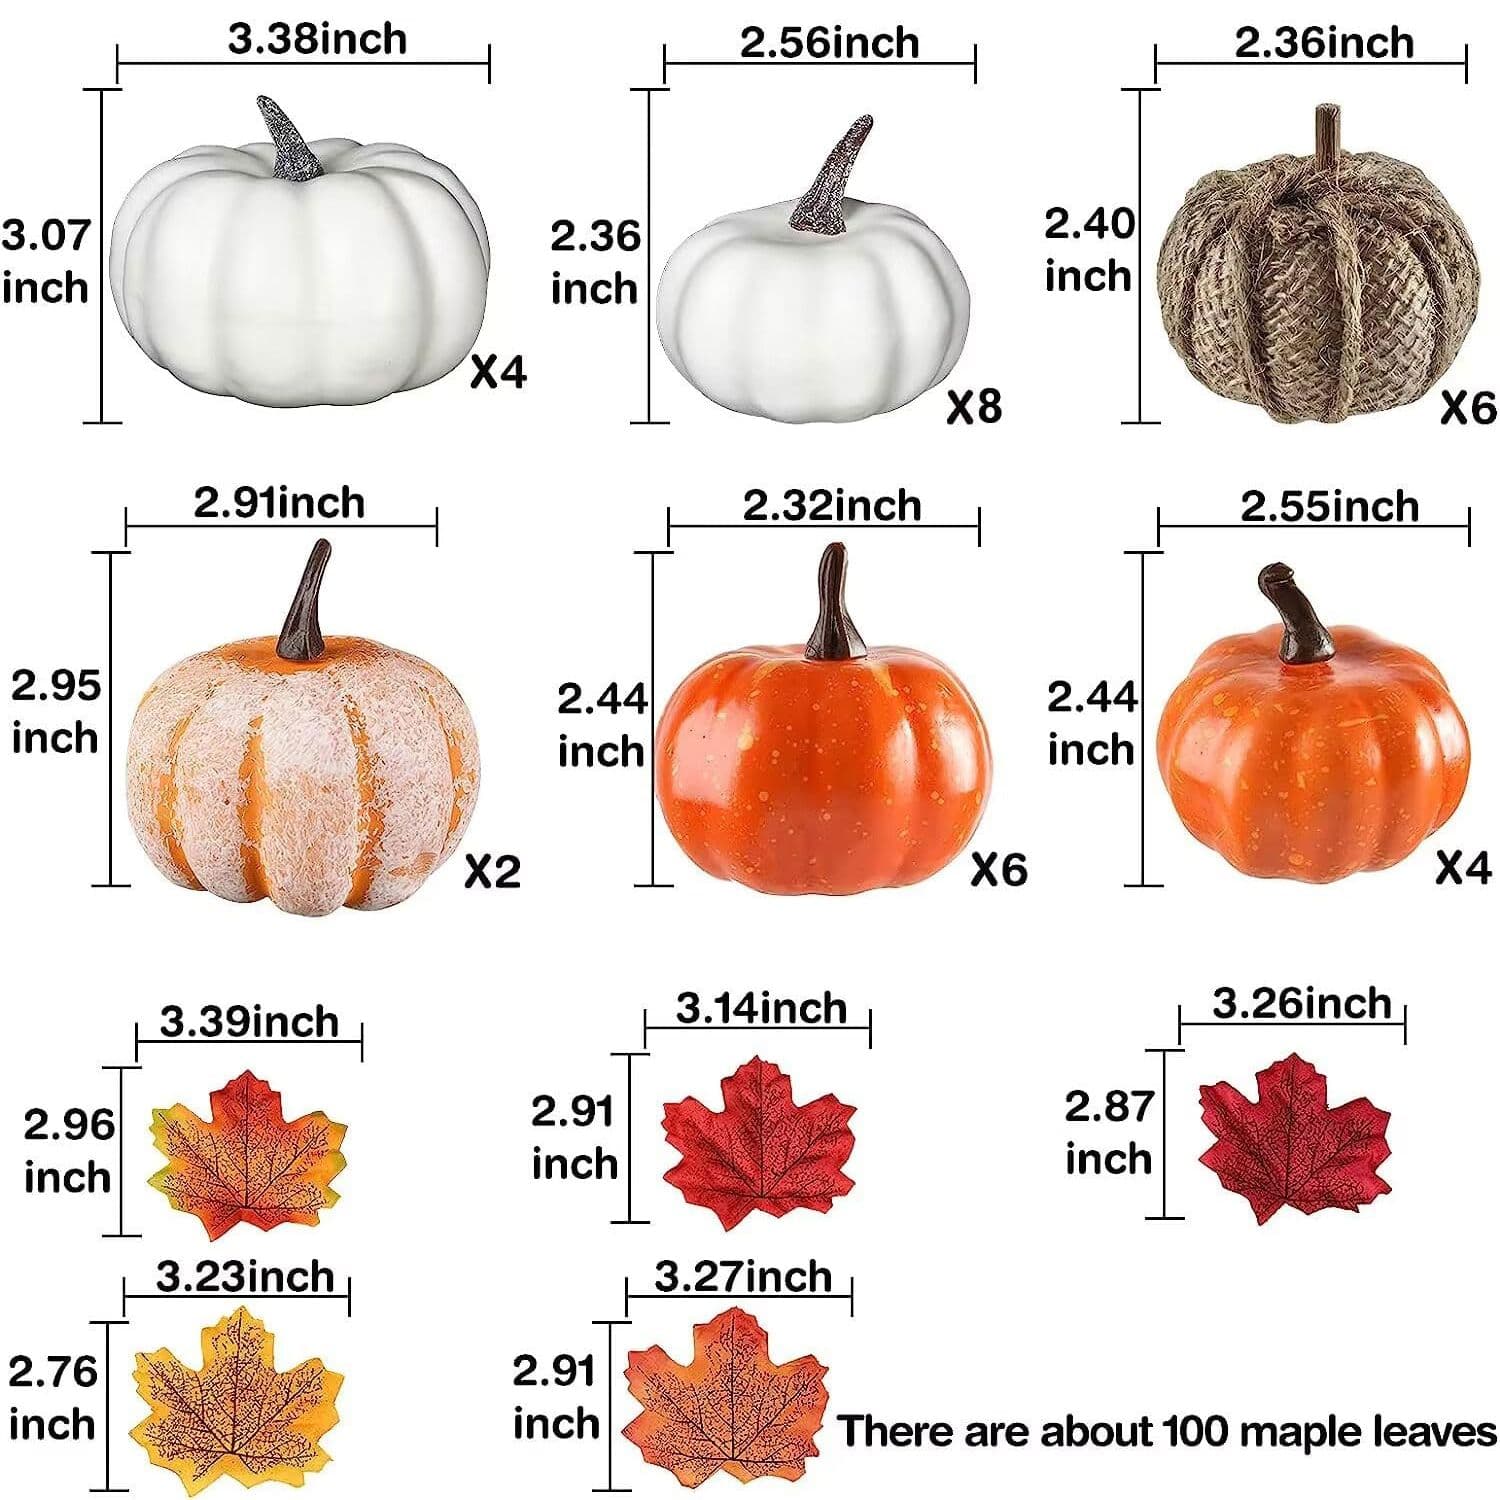 3.38inch
3.07
inch
X4
2.56inch
2.36
inch
X8
2.36inch
2.40
inch
X6
2.91inch
2.95
inch
X2
2.32inch
2.44
inch
X6
2.55inch
2.44
inch
X4
3.39inch
2.96
inch
3.14inch
2.91
inch
3.26inch
2.87
inch
3.23inch
2.76
inch
3.27inch
2.91
inch
There are about 100 maple leaves